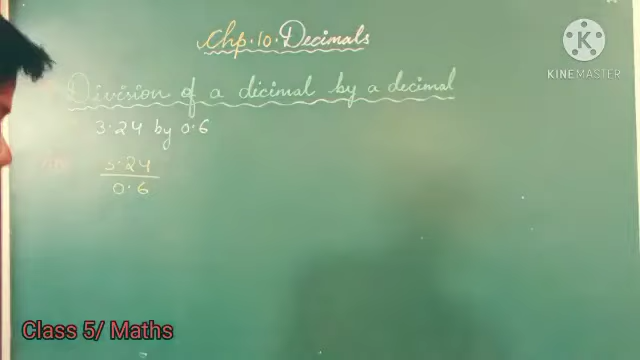 Chp.10. Decimals
KINEMASTER
Division of a dicimal by a decimal
3.24 by 0.6
3.24
0.6
Class 5/ Maths